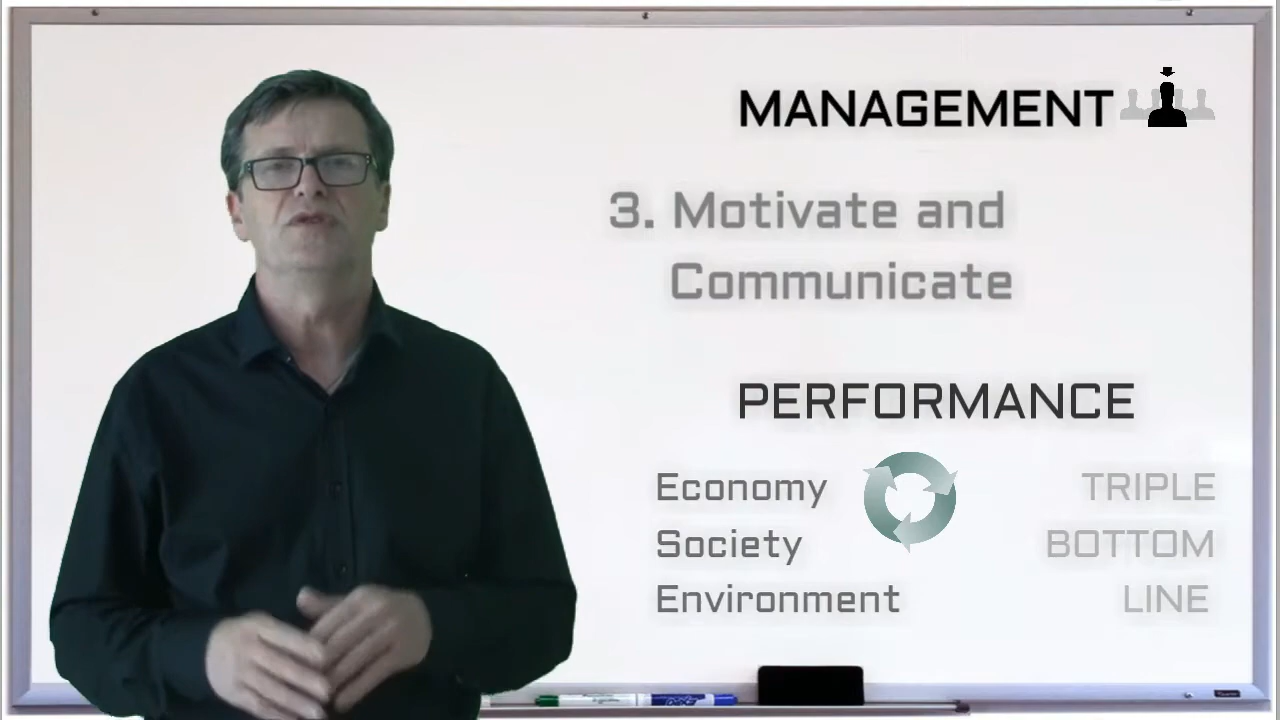 MANAGEMENT
3. Motivate and
Communicate
PERFORMANCE
Economy
TRIPLE
Society
BOTTOM
Environment
LINE